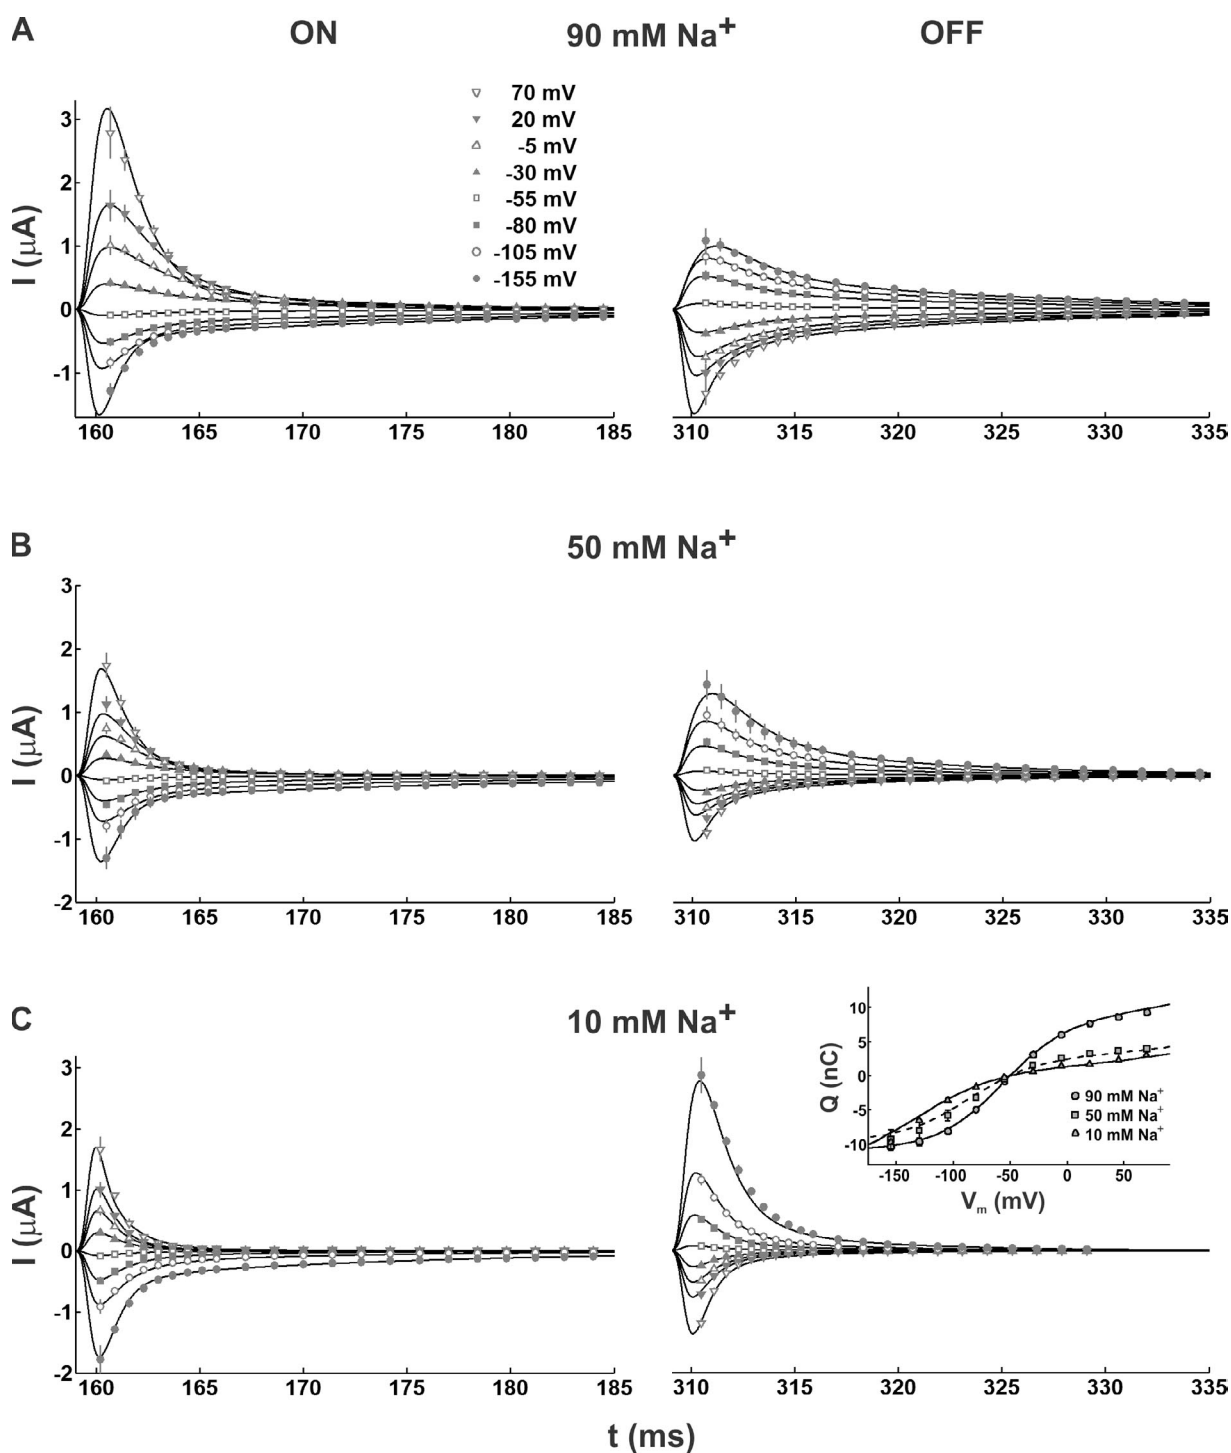 A ON 90 mM Na+ OFF
70 mV
20 mV
-5 mV
-30 mV
-55 mV
-80 mV
-105 mV
-155 mV
I (μA)
3
2
1
0
-1
160 165 170 175 180 185
310 315 320 325 330 335
B 50 mM Na+
I (μA)
3
2
1
0
-1
-2
160 165 170 175 180 185
310 315 320 325 330 335
C 10 mM Na+
I (μA)
3
2
1
0
-1
-2
160 165 170 175 180 185
310 315 320 325 330 335
Q (nC)
10
5
0
-5
-10
90 mM Na+
50 mM Na+
10 mM Na+
-150 -100 -50 0 50
Vm (mV)
t (ms)